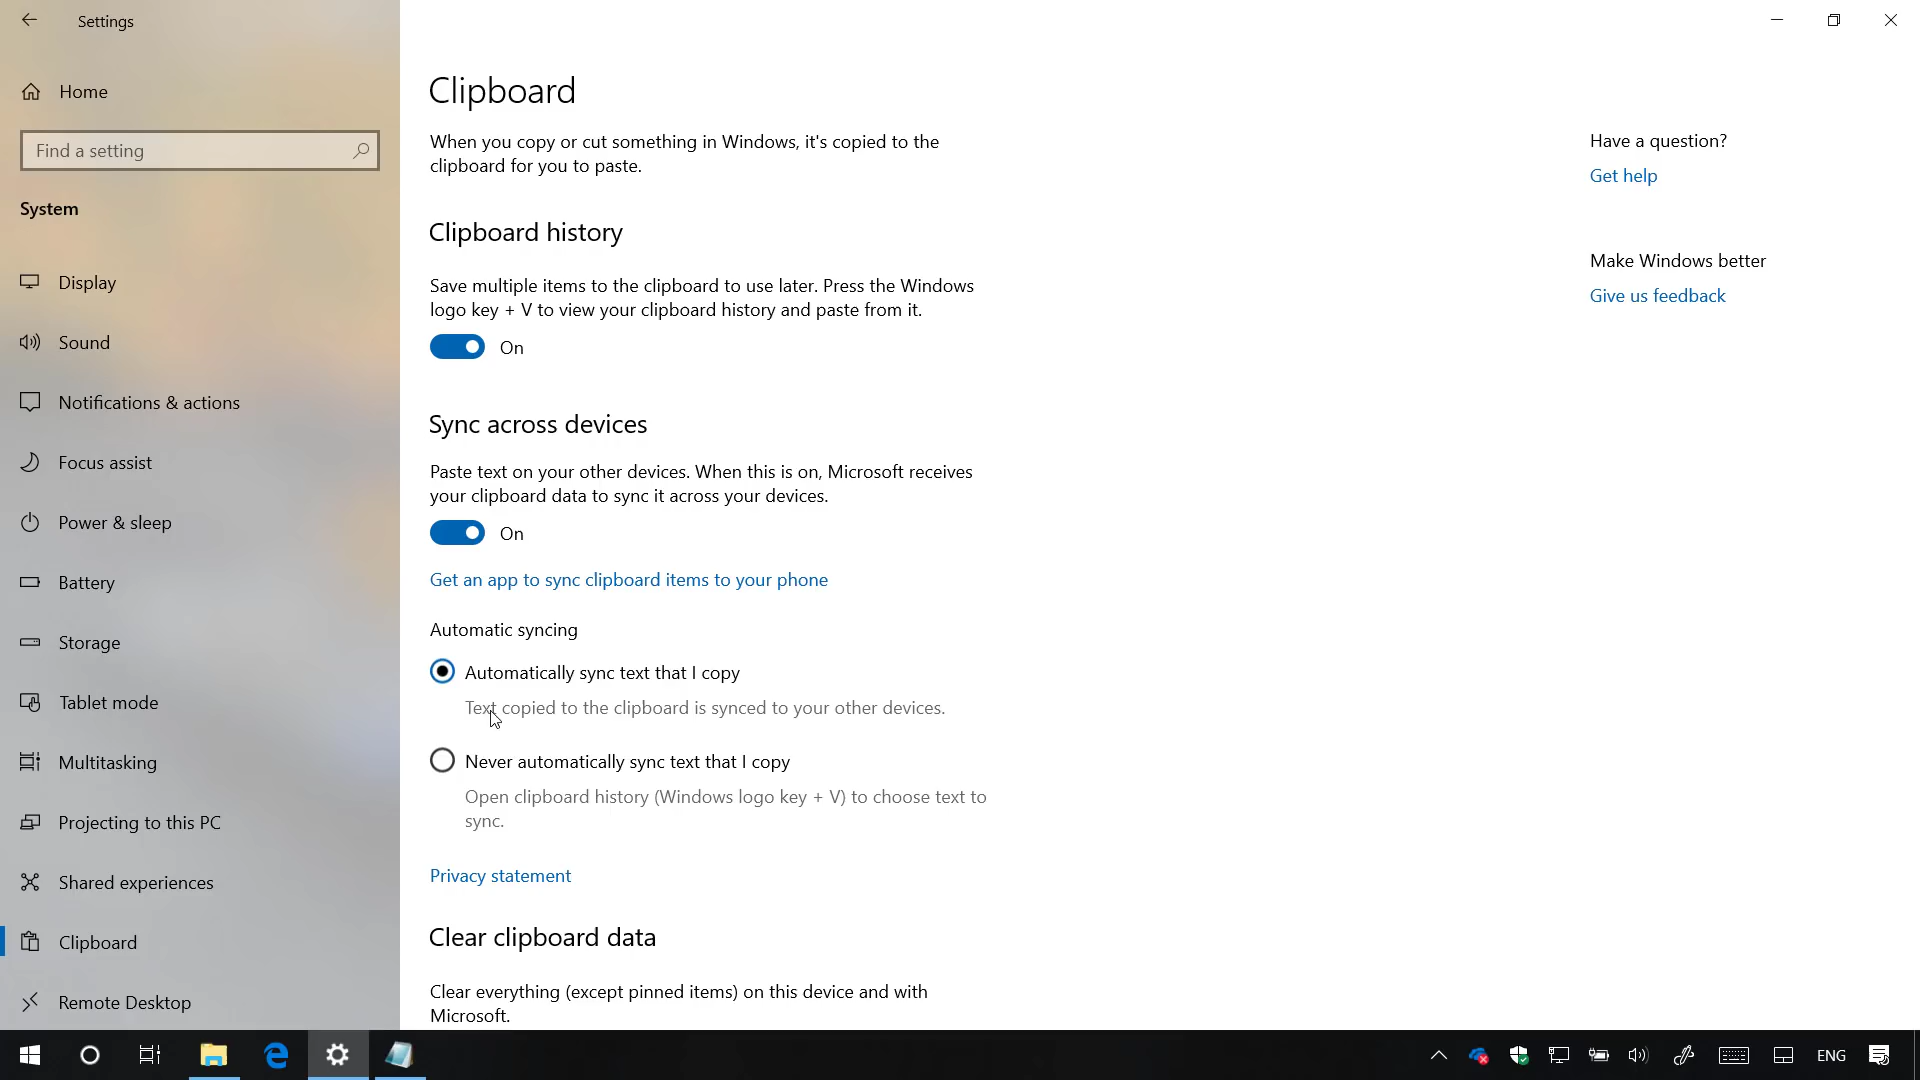 Settings
Home
Find a setting
System
Display
Sound
Notifications & actions
Focus assist
Power & sleep
Battery
Storage
Tablet mode
Multitasking
Projecting to this PC
Shared experiences
Clipboard
Remote Desktop
Clipboard
When you copy or cut something in Windows, it's copied to the
clipboard for you to paste.
Clipboard history
Save multiple items to the clipboard to use later. Press the Windows
logo key + V to view your clipboard history and paste from it.
On
Sync across devices
Paste text on your other devices. When this is on, Microsoft receives
your clipboard data to sync it across your devices.
On
Get an app to sync clipboard items to your phone
Automatic syncing
Automatically sync text that I copy
Text copied to the clipboard is synced to your other devices.
Never automatically sync text that I copy
Open clipboard history (Windows logo key + V) to choose text to
sync.
Privacy statement
Clear clipboard data
Clear everything (except pinned items) on this device and with
Microsoft.
Have a question?
Get help
Make Windows better
Give us feedback
ENG